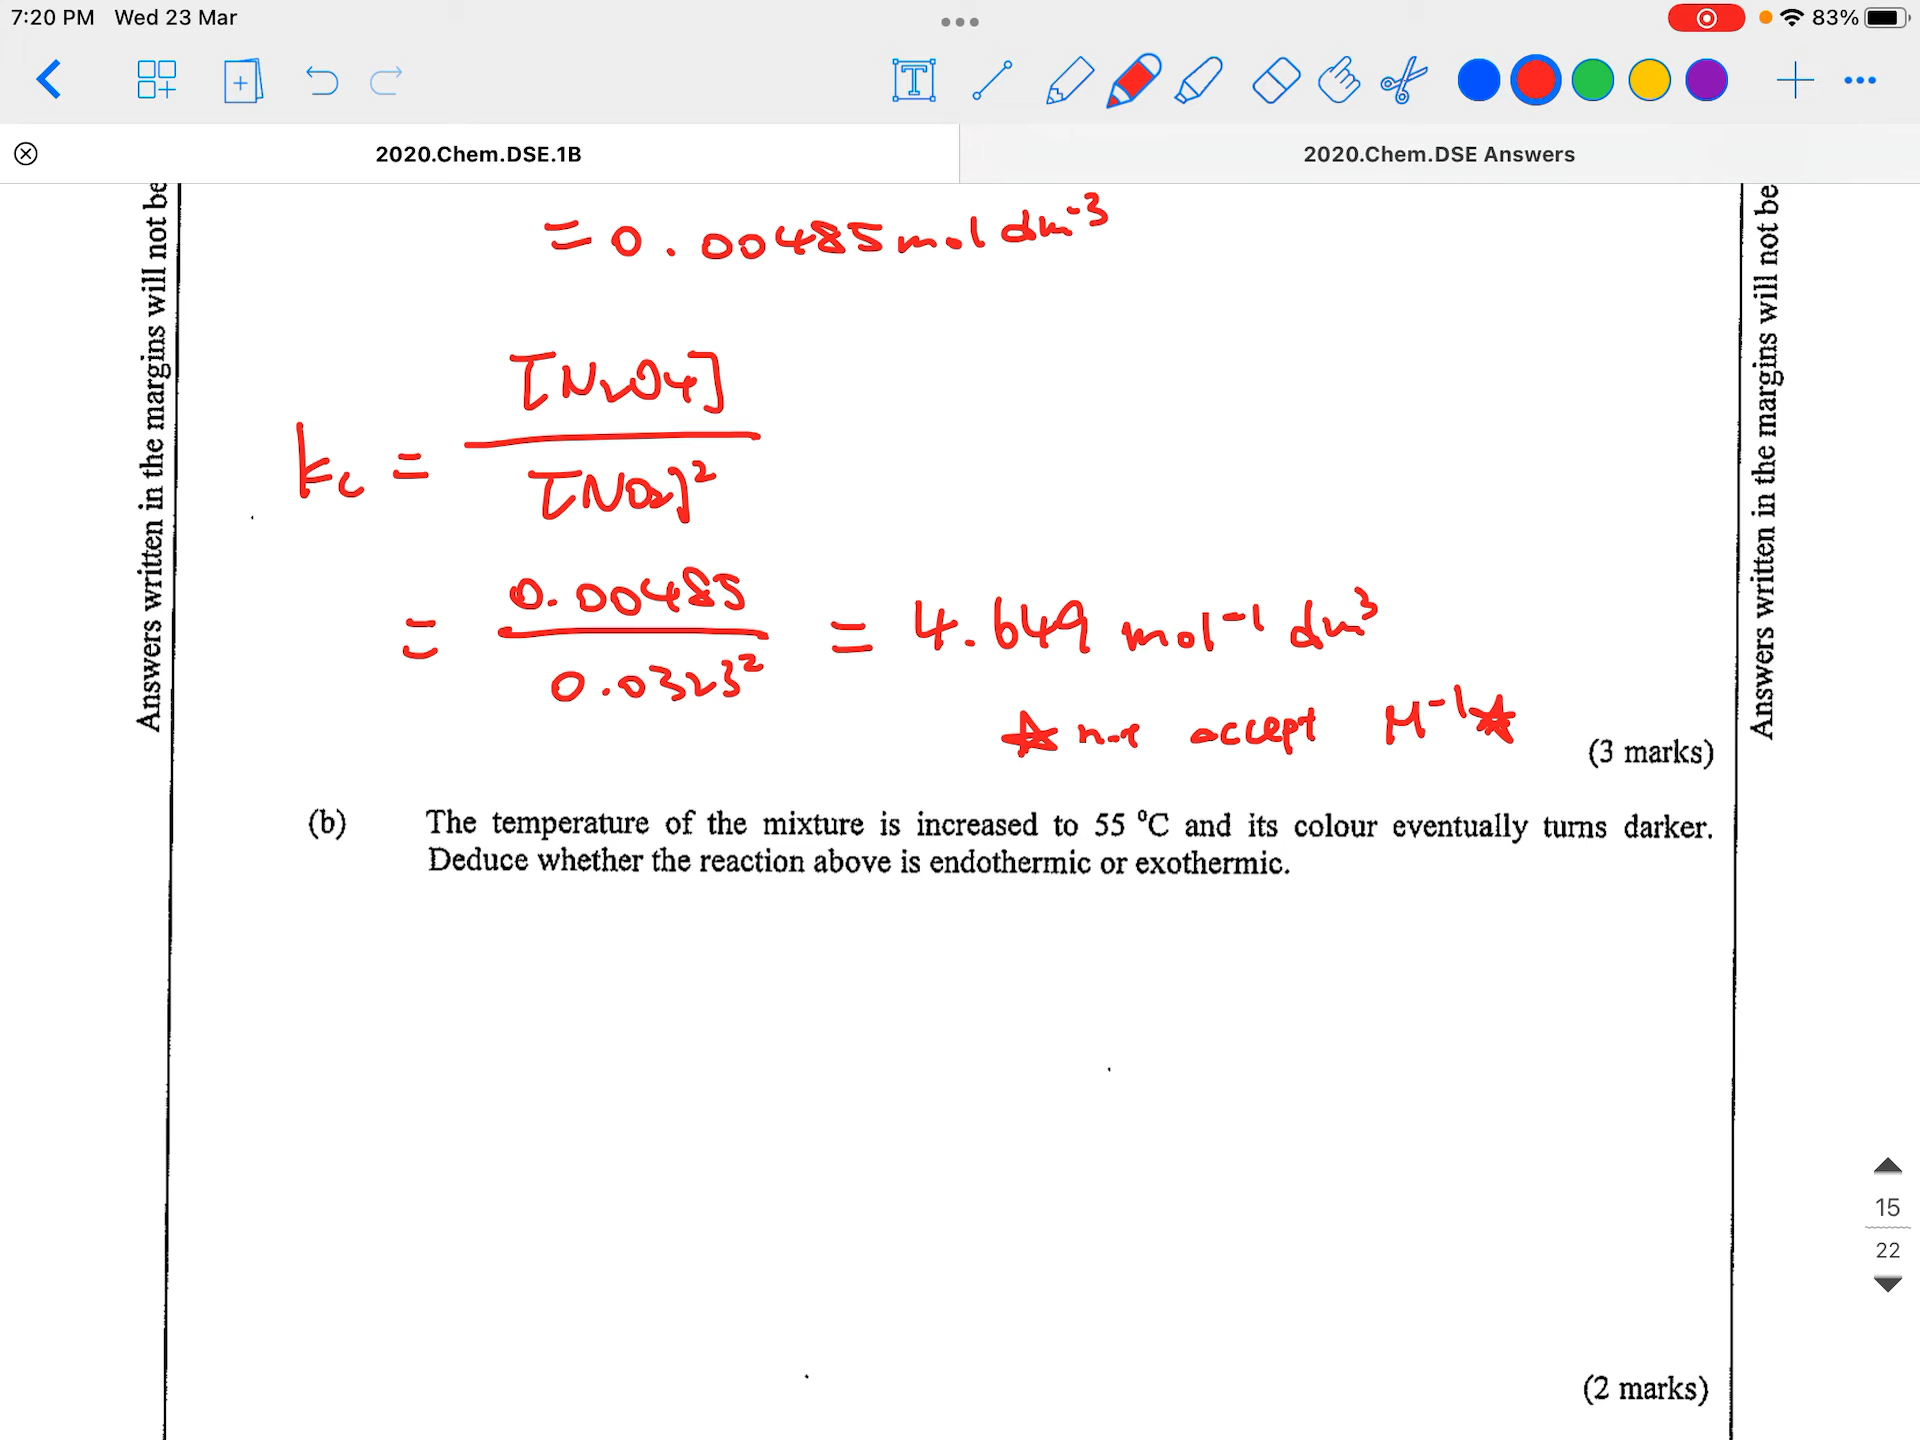 7:20 PM Wed 23 Mar
83%
2020.Chem.DSE.1B
2020.Chem.DSE Answers
Answers written in the margins will not be
= 0.00485 mol dm⁻³
[N₂O4]
kc =
[NO₂]²
0.00485
= = 4.649 mol⁻¹ dm³
0.0323²
☆ not accept M⁻¹ ☆
(3 marks)
(b) The temperature of the mixture is increased to 55 °C and its colour eventually turns darker.
Deduce whether the reaction above is endothermic or exothermic.
(2 marks)
Answers written in the margins will not be
15
22